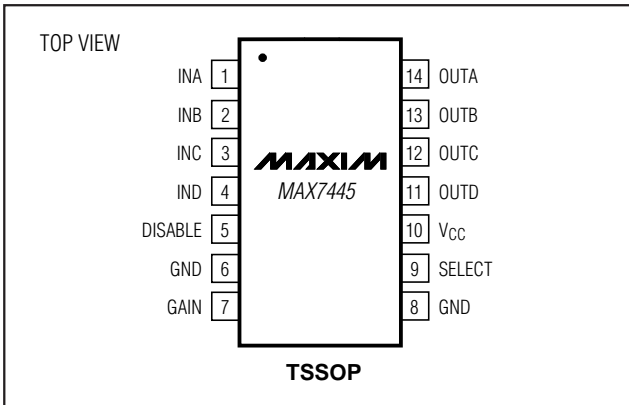 TOP VIEW
INA 1
INB 2
INC 3
IND 4
DISABLE 5
GND 6
GAIN 7
MAXIM
MAX7445
14 OUTA
13 OUTB
12 OUTC
11 OUTD
10 VCC
9 SELECT
8 GND
TSSOP